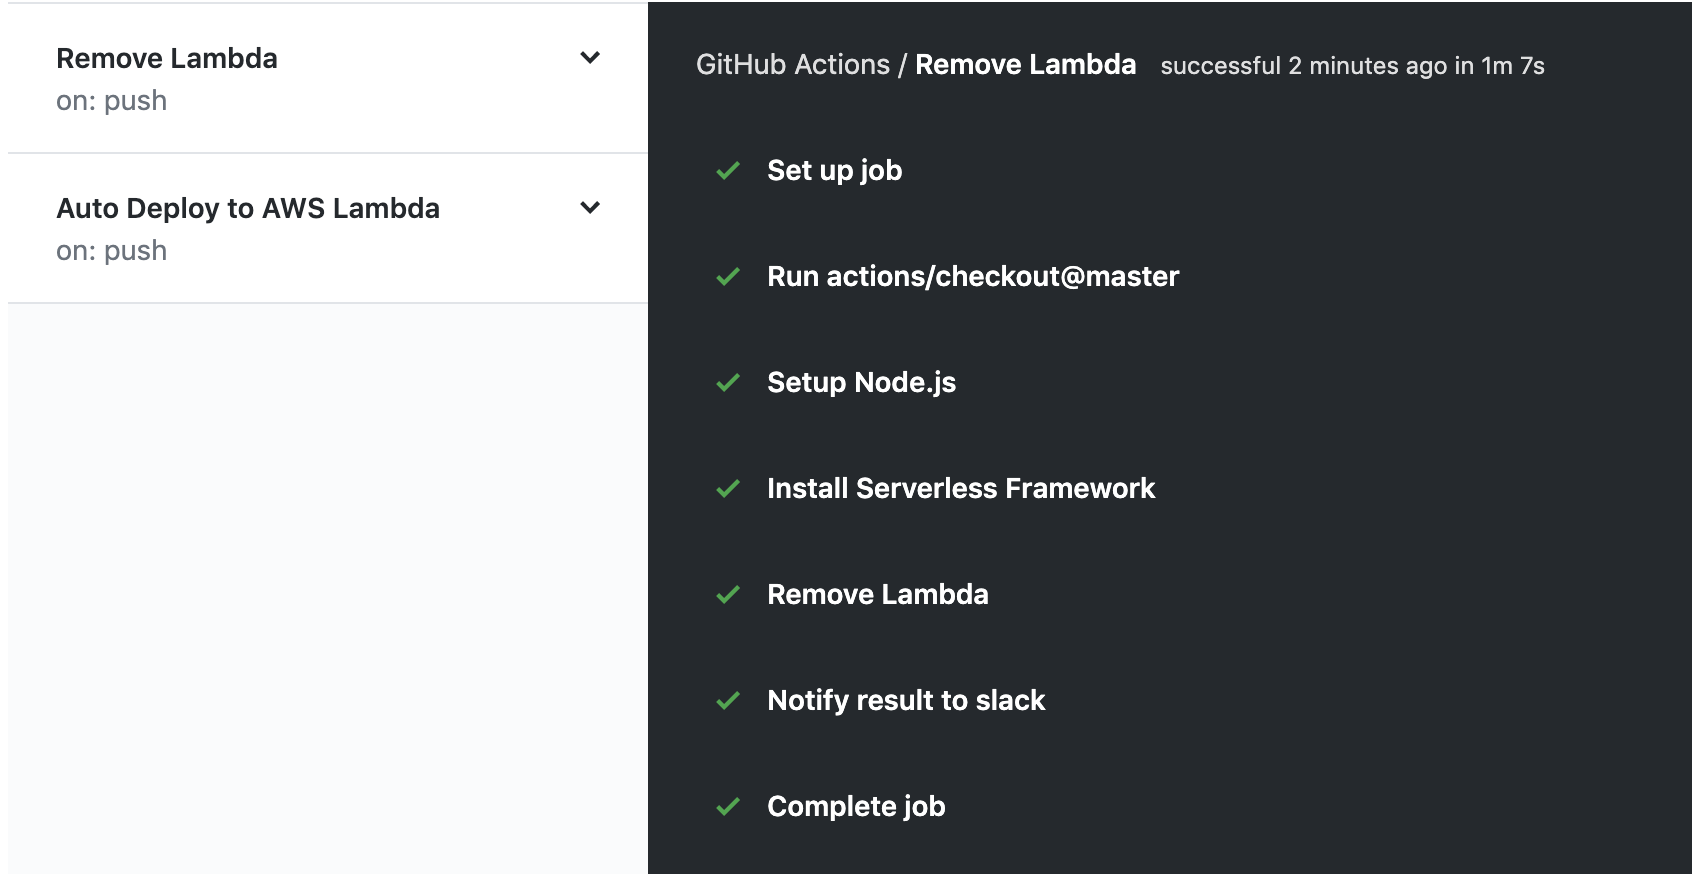 Remove Lambda
on: push
Auto Deploy to AWS Lambda
on: push
GitHub Actions / Remove Lambda successful 2 minutes ago in 1m 7s
Set up job
Run actions/checkout@master
Setup Node.js
Install Serverless Framework
Remove Lambda
Notify result to slack
Complete job